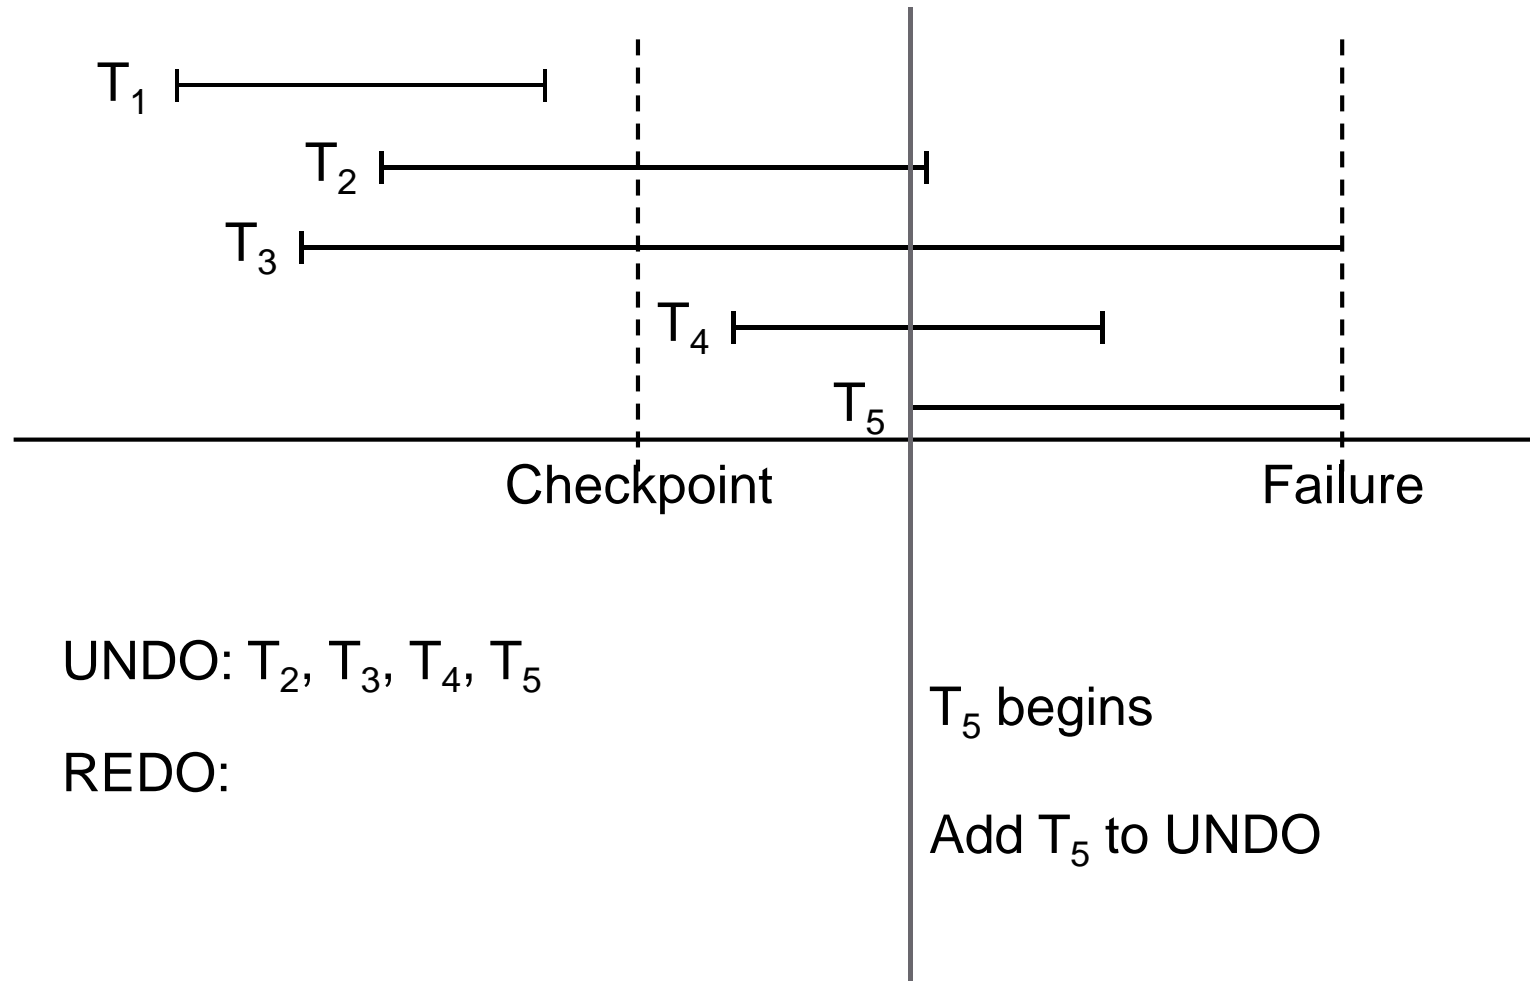 T₁
T₂
T₃
T₄
T₅
Checkpoint
Failure
UNDO: T₂, T₃, T₄, T₅
REDO:
T₅ begins
Add T₅ to UNDO